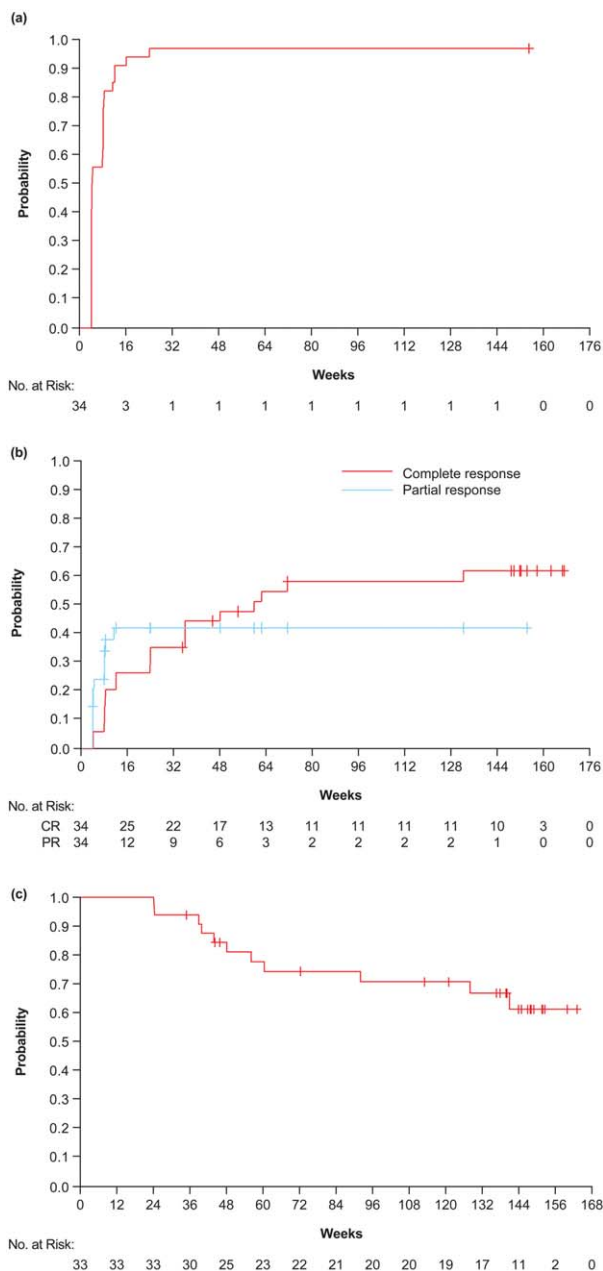 (a)
1.0
0.9
0.8
0.7
0.6
0.5
0.4
0.3
0.2
0.1
0.0
Probability
0 16 32 48 64 80 96 112 128 144 160 176
Weeks
No. at Risk:
34 3 1 1 1 1 1 1 1 1 0 0
(b)
1.0
0.9
0.8
0.7
0.6
0.5
0.4
0.3
0.2
0.1
0.0
Probability
Complete response
Partial response
0 16 32 48 64 80 96 112 128 144 160 176
Weeks
No. at Risk:
CR 34 25 22 17 13 11 11 11 11 10 3 0
PR 34 12 9 6 3 2 2 2 2 1 0 0
(c)
1.0
0.9
0.8
0.7
0.6
0.5
0.4
0.3
0.2
0.1
0.0
Probability
0 12 24 36 48 60 72 84 96 108 120 132 144 156 168
Weeks
No. at Risk:
33 33 33 30 25 23 22 21 20 20 19 17 11 2 0